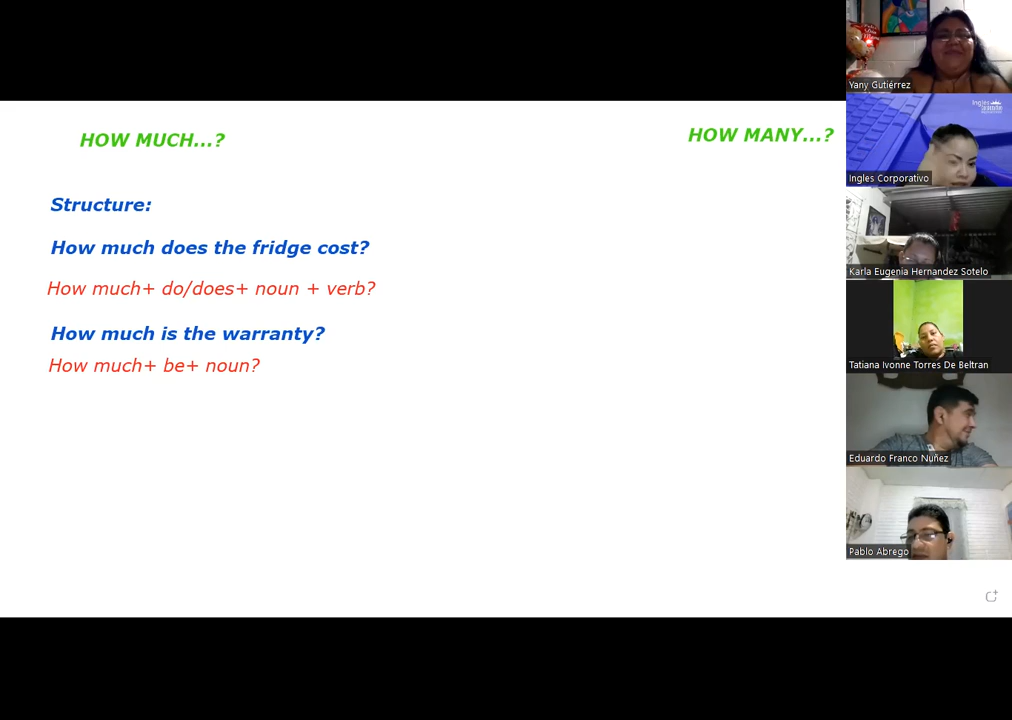 HOW MUCH...?
HOW MANY...?
Structure:
How much does the fridge cost?
How much+ do/does+ noun + verb?
How much is the warranty?
How much+ be+ noun?
Yany Gutiérrez
Ingles
Ingles Corporativo
Karla Eugenia Hernandez Sotelo
Tatiana Ivonne Torres De Beltran
Eduardo Franco Nuñez
Pablo Abrego